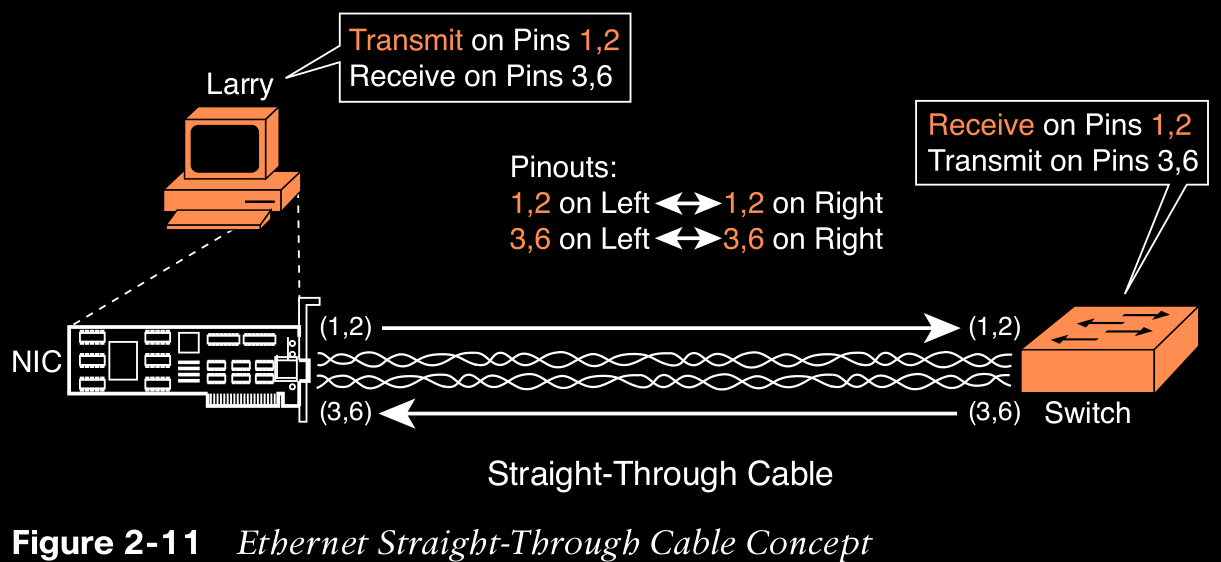 Transmit on Pins 1,2
Receive on Pins 3,6
Larry
Receive on Pins 1,2
Transmit on Pins 3,6
Pinouts:
1,2 on Left 1,2 on Right
3,6 on Left 3,6 on Right
(1,2) (1,2)
NIC
(3,6) (3,6)
Switch
Straight-Through Cable
Figure 2-11 Ethernet Straight-Through Cable Concept